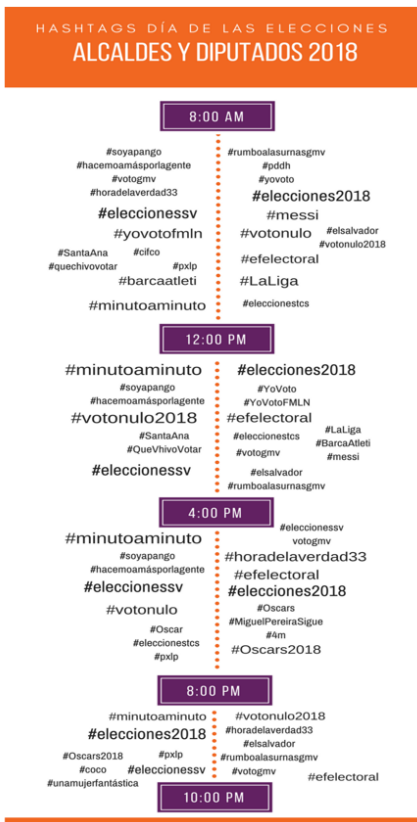 HASHTAGS DÍA DE LAS ELECCIONES
ALCALDES Y DIPUTADOS 2018
8:00 AM
#soyapango
#hacemoamásporlagente
#votogmv
#horadelaverdad33
#eleccionessv
#yovotofmln
#SantaAna
#cifco
#quechivovotar
#pxlp
#barcaatleti
#minutoaminuto
#rumboalasurnasgmv
#pddh
#yovoto
#elecciones2018
#messi
#votonulo
#elsalvador
#votonulo2018
#efelectoral
#LaLiga
#eleccionestcs
12:00 PM
#minutoaminuto
#soyapango
#hacemoamásporlagente
#votonulo2018
#SantaAna
#QueVhivoVotar
#eleccionessv
#elecciones2018
#YoVoto
#YoVotoFMLN
#efelectoral
#eleccionestcs
#LaLiga
#BarcaAtleti
#votogmv
#messi
#elsalvador
#rumboalasurnasgmv
4:00 PM
#minutoaminuto
#soyapango
#hacemoamásporlagente
#eleccionessv
#votonulo
#Oscar
#eleccionestcs
#pxlp
#eleccionessv
votogmv
#horadelaverdad33
#efelectoral
#elecciones2018
#Oscars
#MiguelPereiraSigue
#4m
#Oscars2018
8:00 PM
#minutoaminuto
#elecciones2018
#Oscars2018
#pxlp
#coco
#eleccionessv
#unamujerfantástica
#votonulo2018
#horadelaverdad33
#elsalvador
#rumboalasurnasgmv
#votogmv
#efelectoral
10:00 PM